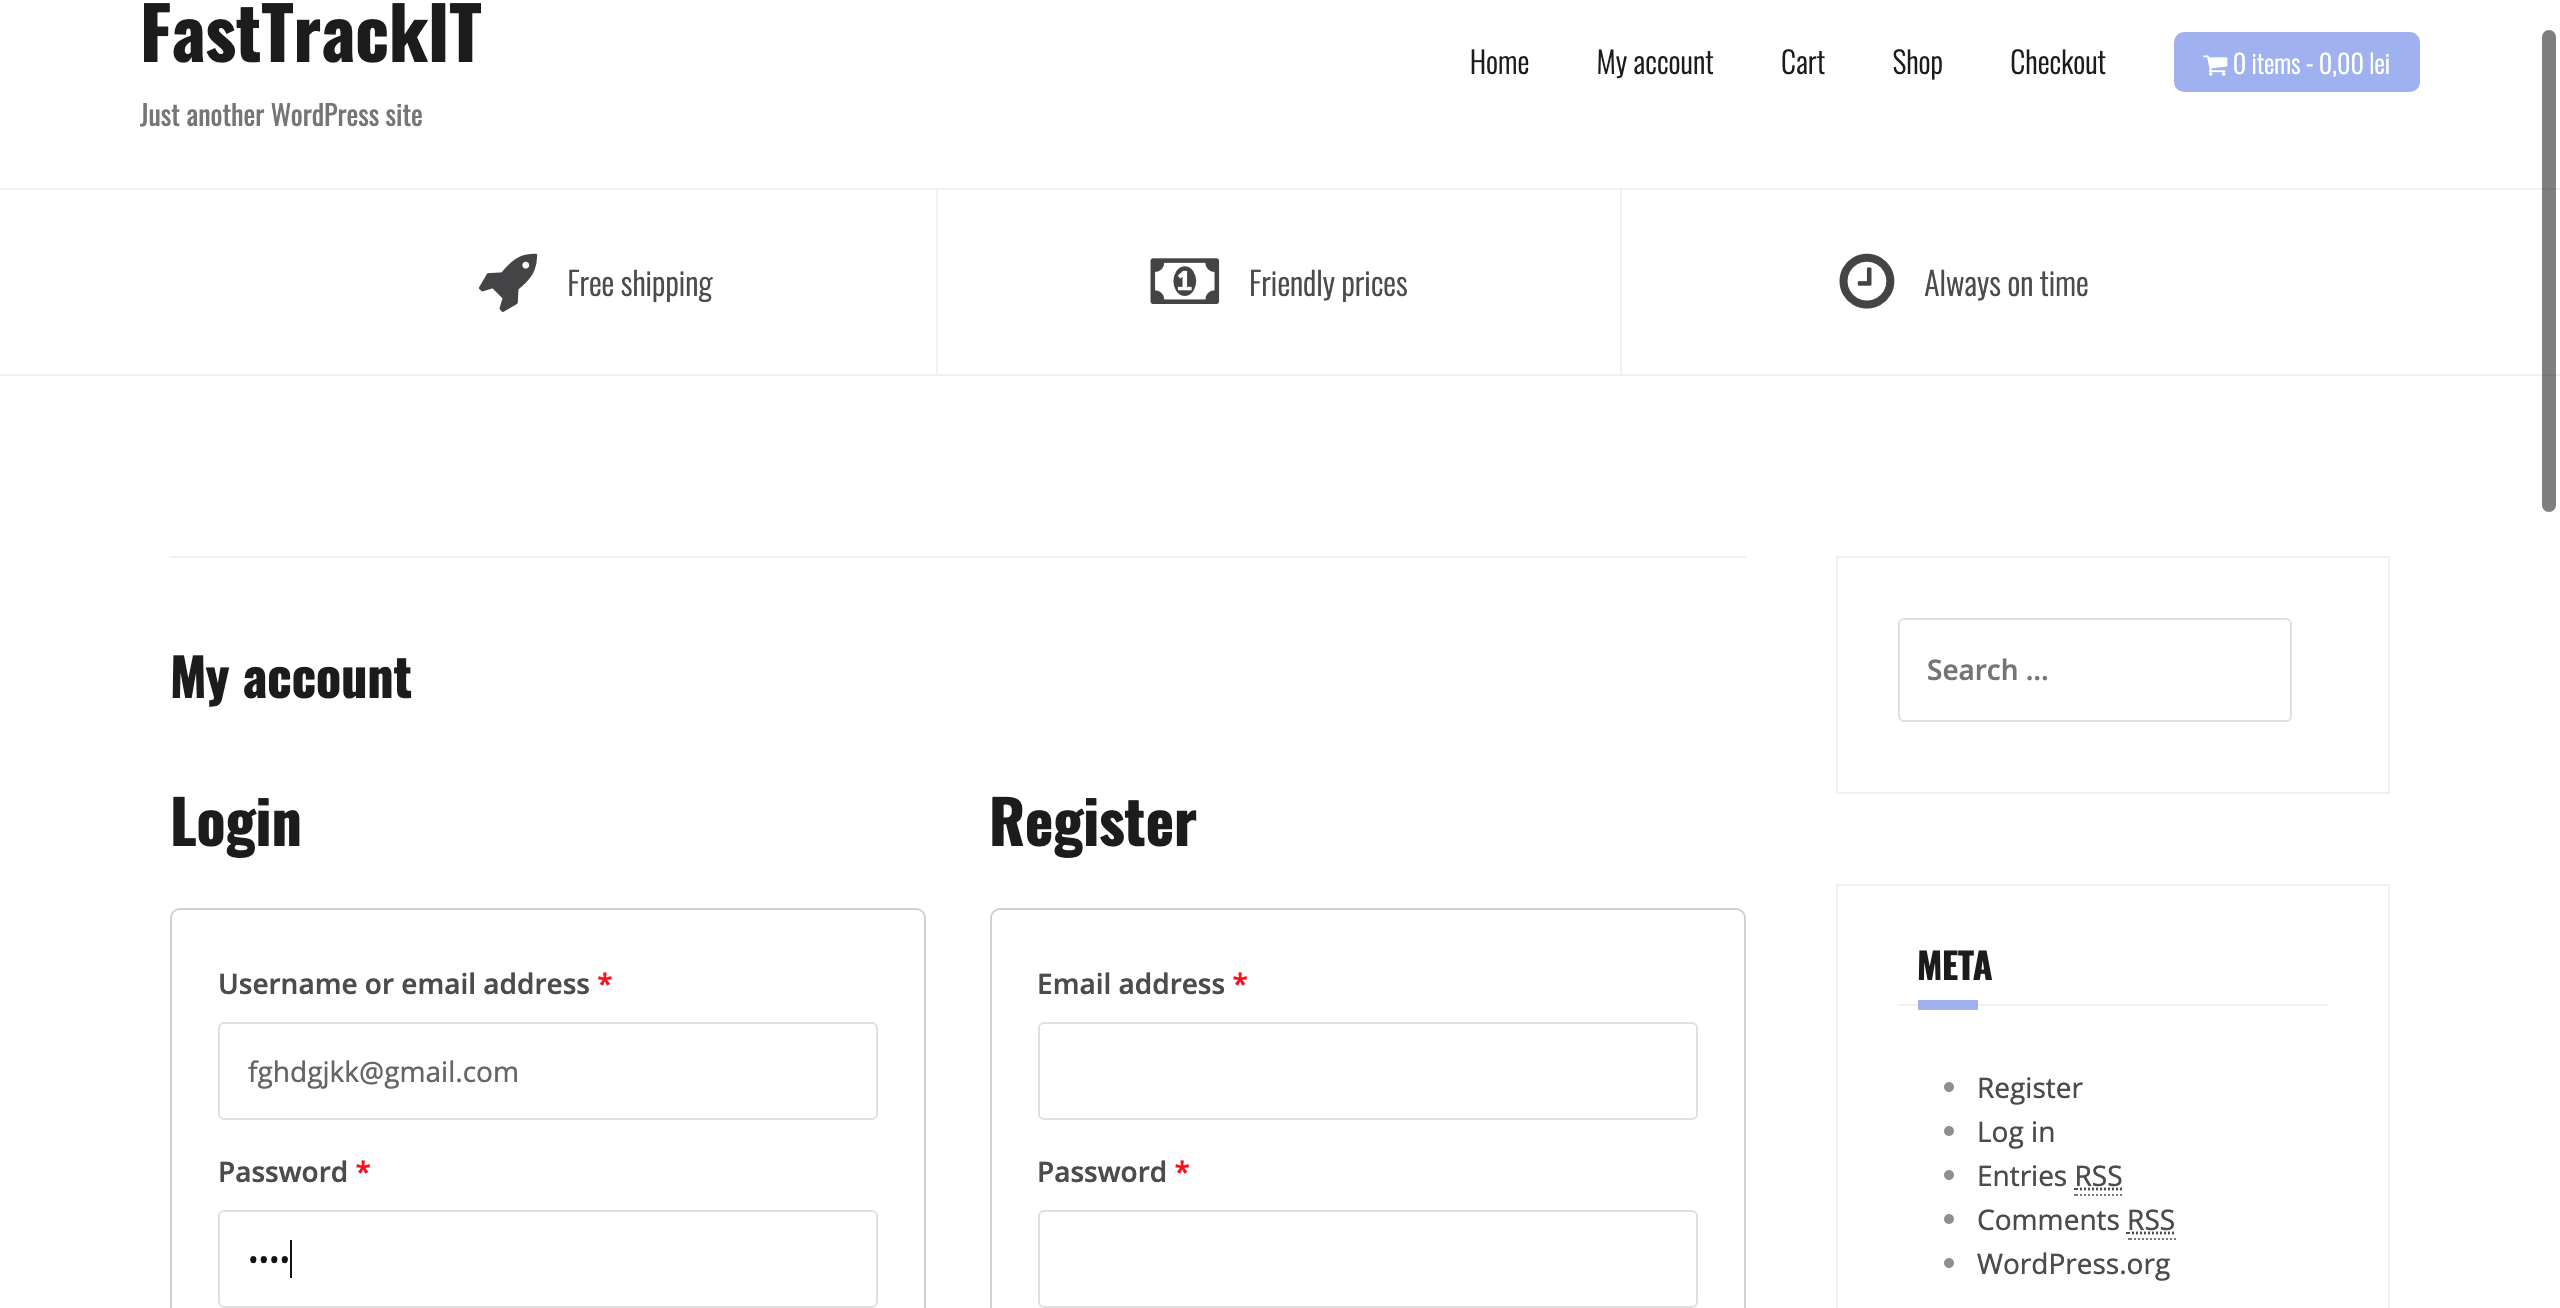 FastTrackIT
Just another WordPress site
Home My account Cart Shop Checkout 0 items - 0,00 lei
Free shipping
Friendly prices
Always on time
My account
Login
Username or email address *
fghdgjkk@gmail.com
Password *
••••
Register
Email address *
Password *
Search ...
META
Register
Log in
Entries RSS
Comments RSS
WordPress.org